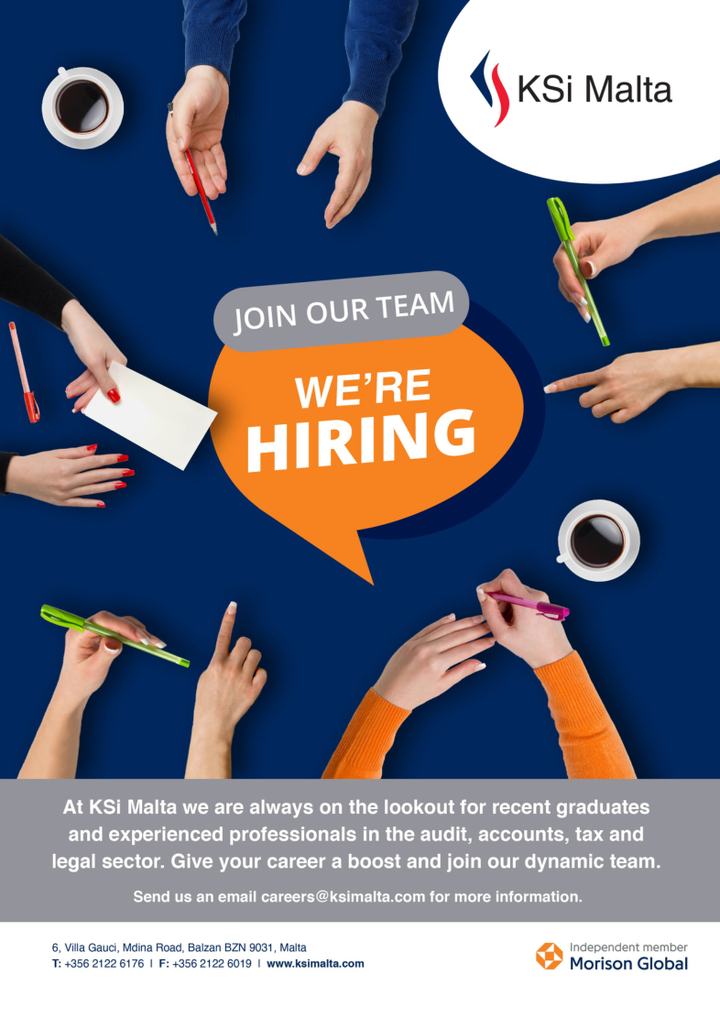 KSi Malta
JOIN OUR TEAM
WE'RE
HIRING
At KSi Malta we are always on the lookout for recent graduates
and experienced professionals in the audit, accounts, tax and
legal sector. Give your career a boost and join our dynamic team.
Send us an email careers@ksimalta.com for more information.
6, Villa Gauci, Mdina Road, Balzan BZN 9031, Malta
T: +356 2122 6176 I F: +356 2122 6019 I www.ksimalta.com
Independent member
Morison Global